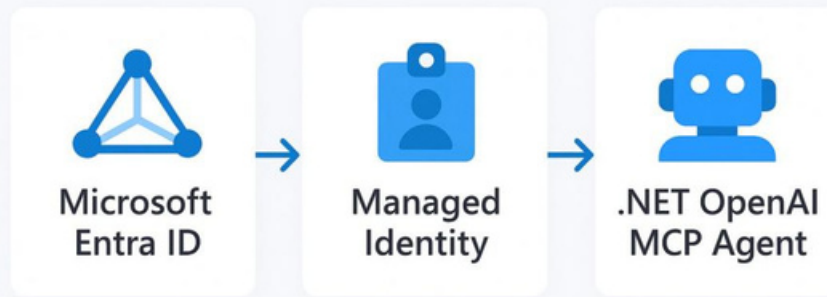 Microsoft
Entra ID
Managed
Identity
.NET OpenAI
MCP Agent